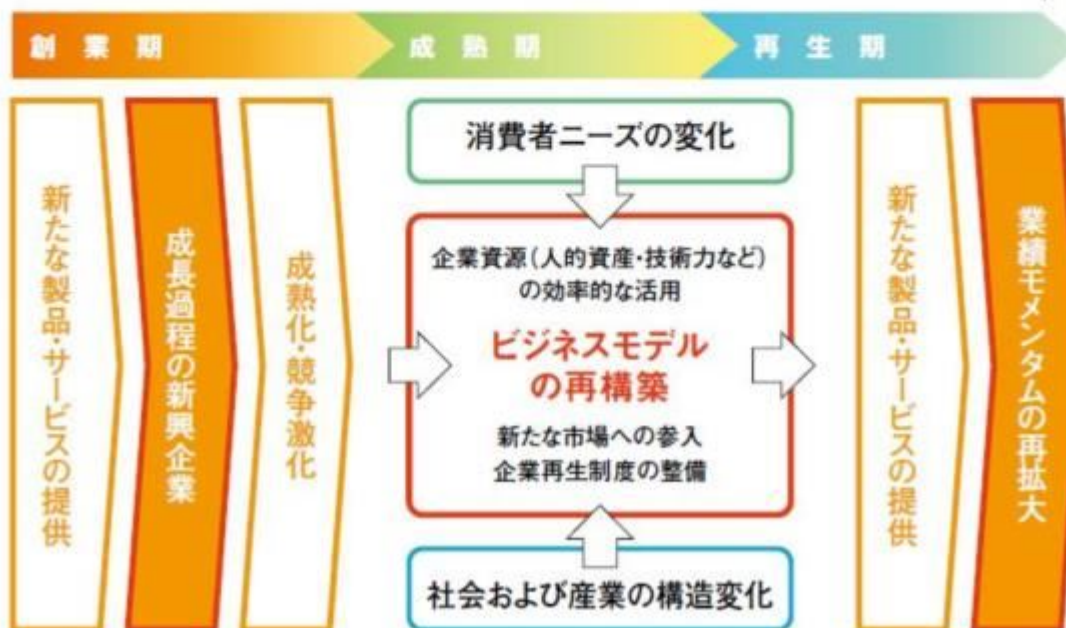 創業期
成熟期
再生期
新たな製品・サービスの提供
成長過程の新興企業
成熟化・競争激化
消費者ニーズの変化
企業資源（人的資産・技術力など）
の効率的な活用
ビジネスモデル
の再構築
新たな市場への参入
企業再生制度の整備
社会および産業の構造変化
新たな製品・サービスの提供
業績モメンタムの再拡大